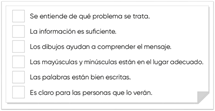 Se entiende de qué problema se trata.
La información es suficiente.
Los dibujos ayudan a comprender el mensaje.
Las mayúsculas y minúsculas están en el lugar adecuado.
Las palabras están bien escritas.
Es claro para las personas que lo verán.